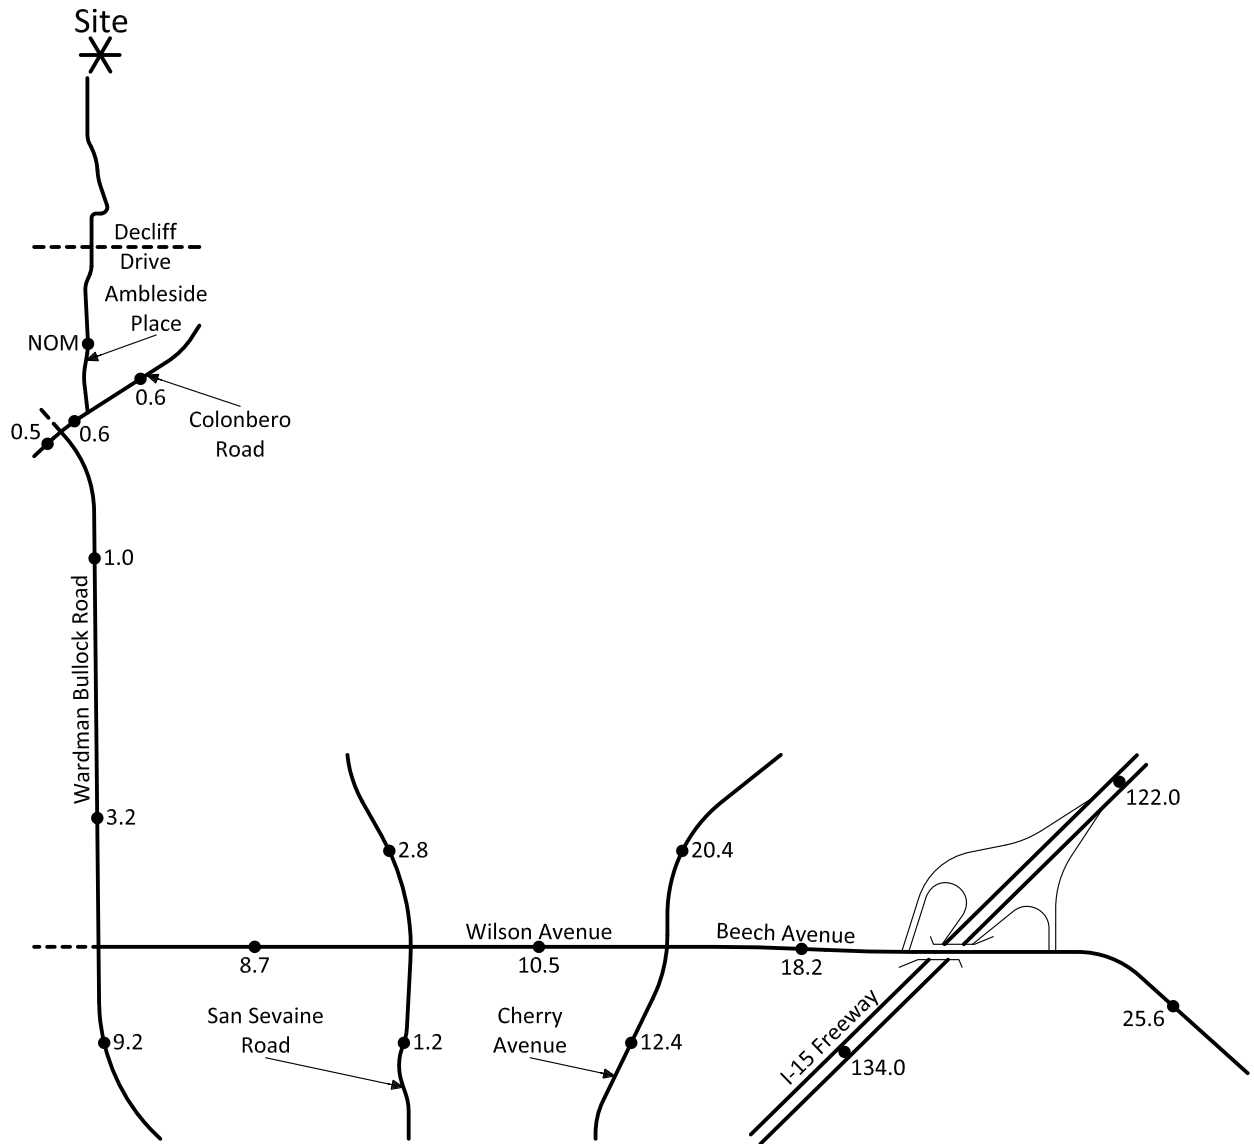 Site
Decliff
Drive
Ambleside
Place
NOM
0.6
Colonbero
Road
0.5
0.6
1.0
Wardman Bullock Road
3.2
2.8
20.4
122.0
Wilson Avenue
Beech Avenue
8.7
10.5
18.2
San Sevaine
Road
Cherry
Avenue
I-15 Freeway
25.6
9.2
1.2
12.4
134.0